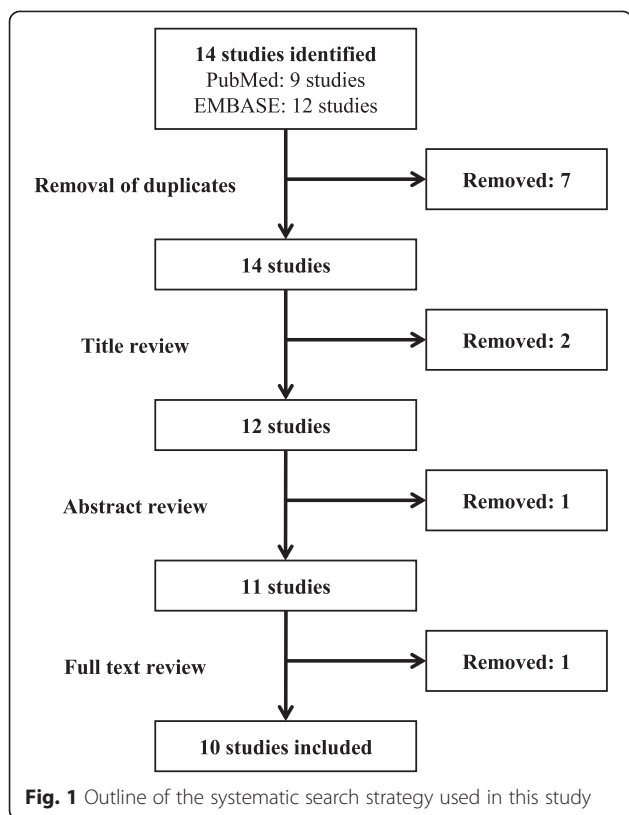 14 studies identified
PubMed: 9 studies
EMBASE: 12 studies
Removal of duplicates
Removed: 7
14 studies
Title review
Removed: 2
12 studies
Abstract review
Removed: 1
11 studies
Full text review
Removed: 1
10 studies included
Fig. 1 Outline of the systematic search strategy used in this study